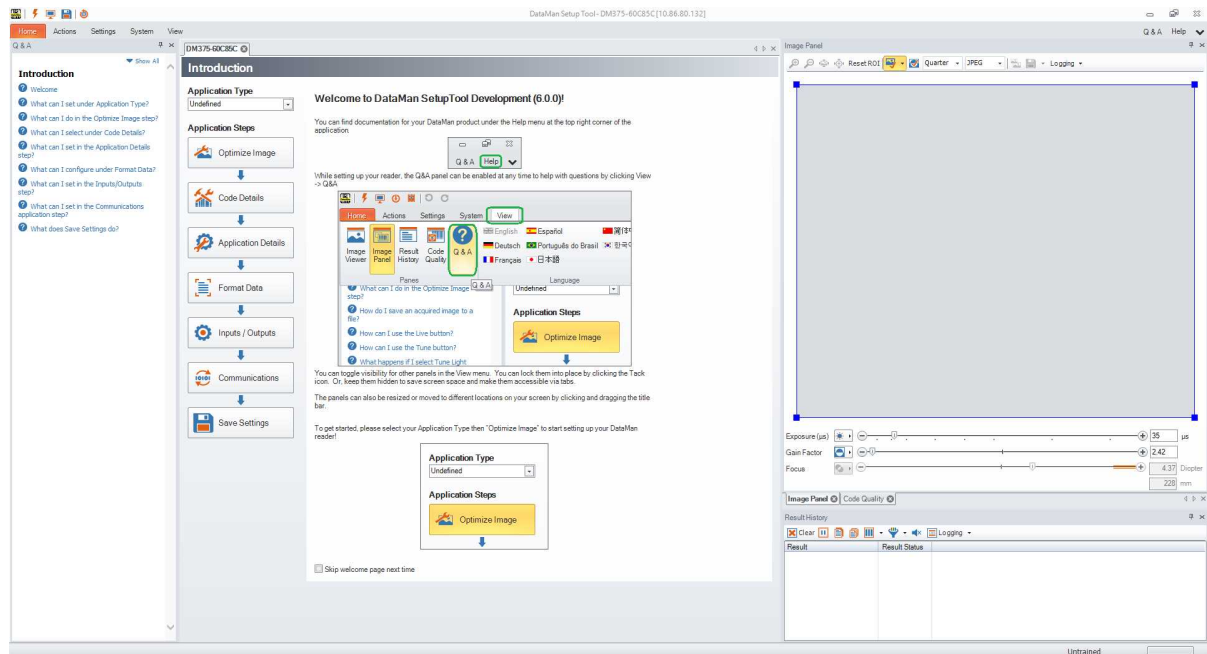 DataMan Setup Tool - DM375-60C85C [10.86.80.132]
Home Actions Settings System View
Q & A Help
Q & A
Show All
Introduction
Welcome
What can I set under Application Type?
What can I do in the Optimize Image step?
What can I select under Code Details?
What can I set in the Application Details
step?
What can I configure under Format Data?
What can I set in the Inputs/Outputs
step?
What can I set in the Communications
application step?
What does Save Settings do?
DM375-60C85C
Introduction
Application Type
Undefined
Application Steps
Optimize Image
Code Details
Application Details
Format Data
Inputs / Outputs
Communications
Save Settings
Welcome to DataMan SetupTool Development (6.0.0)!
You can find documentation for your DataMan product under the Help menu at the top right corner of the
application.
Q & A Help
While setting up your reader, the Q&A panel can be enabled at any time to help with questions by clicking View
-> Q&A
Home Actions Settings System View
Image
Viewer
Image
Panel
Result
History
Code
Quality
Q & A
English Español
Deutsch Português do Brasil
Français 日本語
Panes Language
Q & A
What can I do in the Optimize Image
step?
How do I save an acquired image to a
file?
How can I use the Live button?
How can I use the Tune button?
What happens if I select Tune Light
Undefined
Application Steps
Optimize Image
You can toggle visibility for other panels in the View menu. You can lock them into place by clicking the Tack
icon. Or, keep them hidden to save screen space and make them accessible via tabs.
The panels can also be resized or moved to different locations on your screen by clicking and dragging the title
bar.
To get started, please select your Application Type then "Optimize Image" to start setting up your DataMan
reader!
Application Type
Undefined
Application Steps
Optimize Image
Skip welcome page next time
Image Panel
Reset ROI Quarter JPEG Logging
Exposure (µs) 35 µs
Gain Factor 2.42
Focus 4.37 Diopter
228 mm
Image Panel Code Quality
Result History
Clear Logging
Result Result Status
Untrained